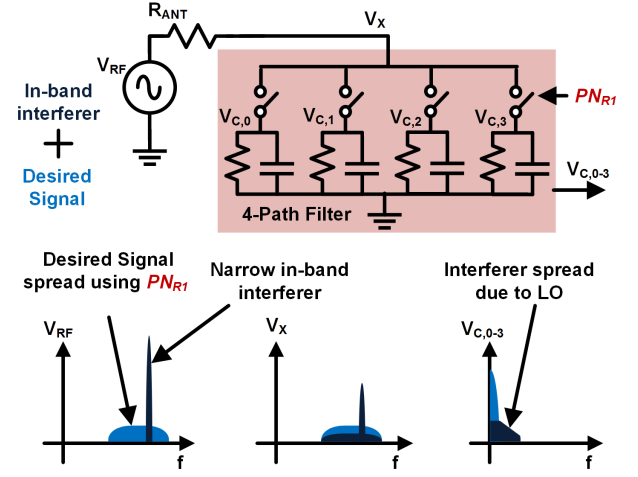 R_ANT
V_X
V_RF
In-band
interferer
+
Desired
Signal
V_C,0
V_C,1
V_C,2
V_C,3
PN_R1
V_C,0-3
4-Path Filter
Desired Signal
spread using PN_R1
Narrow in-band
interferer
Interferer spread
due to LO
V_RF
V_X
V_C,0-3
f
f
f